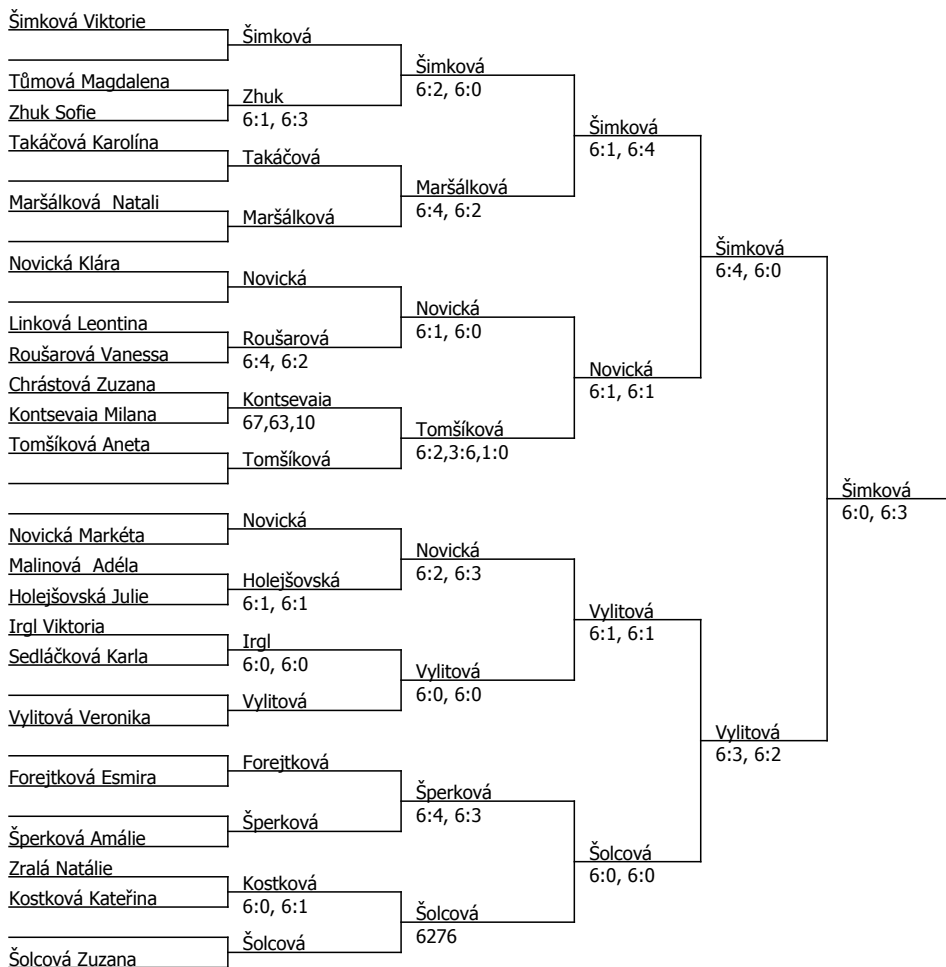 Šimková Viktorie
Tůmová Magdalena
Zhuk Sofie
Takáčová Karolína
Maršálková  Natali
Novická Klára
Linková Leontina
Roušarová Vanessa
Chrástová Zuzana
Kontsevaia Milana
Tomšíková Aneta
Novická Markéta
Malinová  Adéla
Holejšovská Julie
Irgl Viktoria
Sedláčková Karla
Vylitová Veronika
Forejtková Esmira
Šperková Amálie
Zralá Natálie
Kostková Kateřina
Šolcová Zuzana
Šimková
Zhuk
6:1, 6:3
Takáčová
Maršálková
Novická
Roušarová
6:4, 6:2
Kontsevaia
67,63,10
Tomšíková
Novická
Holejšovská
6:1, 6:1
Irgl
6:0, 6:0
Vylitová
Forejtková
Šperková
Kostková
6:0, 6:1
Šolcová
Šimková
6:2, 6:0
Maršálková
6:4, 6:2
Novická
6:1, 6:0
Tomšíková
6:2,3:6,1:0
Novická
6:2, 6:3
Vylitová
6:0, 6:0
Šperková
6:4, 6:3
Šolcová
6276
Šimková
6:1, 6:4
Novická
6:1, 6:1
Vylitová
6:1, 6:1
Šolcová
6:0, 6:0
Šimková
6:4, 6:0
Vylitová
6:3, 6:2
Šimková
6:0, 6:3